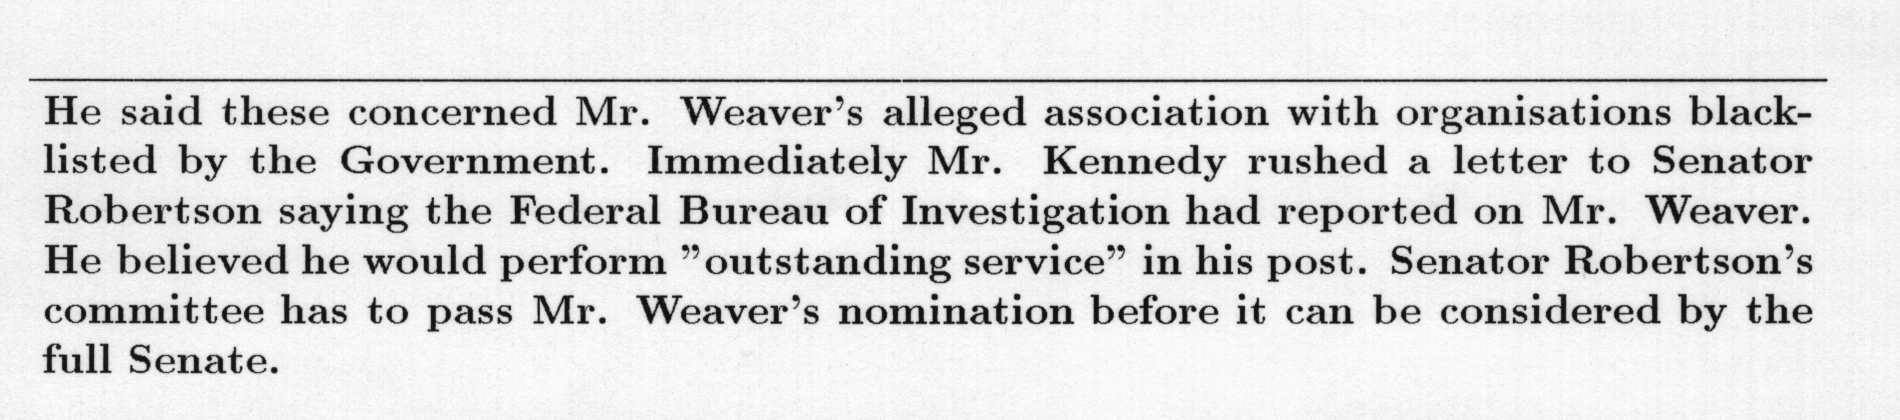 He said these concerned Mr. Weaver's alleged association with organisations black-
listed by the Government. Immediately Mr. Kennedy rushed a letter to Senator
Robertson saying the Federal Bureau of Investigation had reported on Mr. Weaver.
He believed he would perform ”outstanding service” in his post. Senator Robertson's
committee has to pass Mr. Weaver's nomination before it can be considered by the
full Senate.